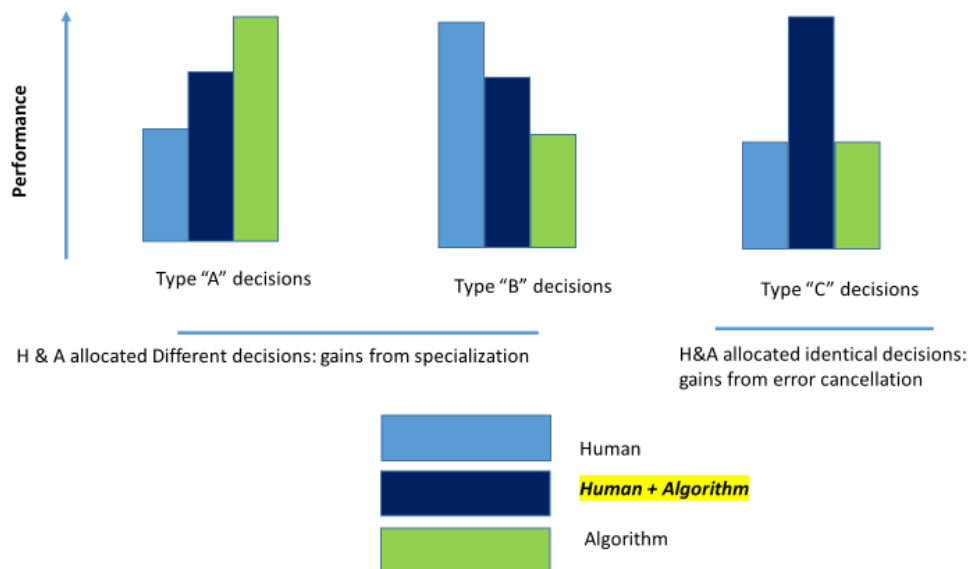 Performance
Type “A” decisions
Type “B” decisions
Type “C” decisions
H & A allocated Different decisions: gains from specialization
H&A allocated identical decisions:
gains from error cancellation
Human
Human + Algorithm
Algorithm